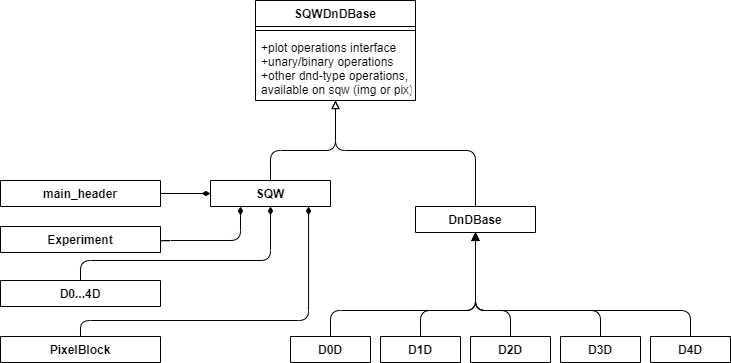 SQWDnDBase
+plot operations interface
+unary/binary operations
+other dnd-type operations,
available on sqw (img or pix)
main_header
SQW
Experiment
DnDBase
D0...4D
PixelBlock
D0D
D1D
D2D
D3D
D4D